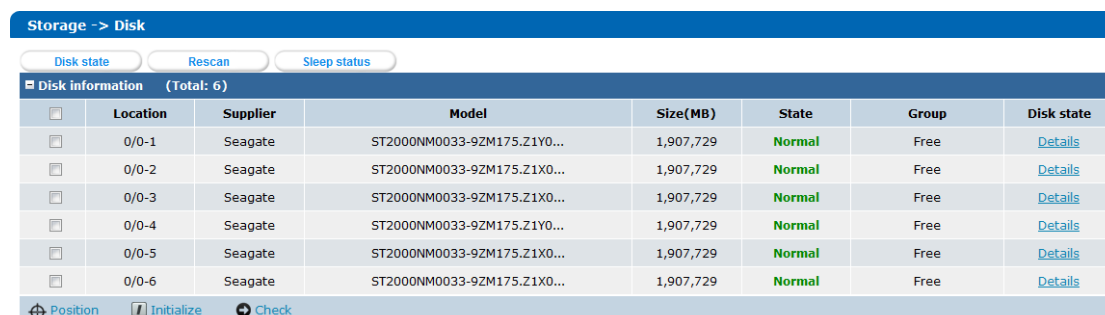 Storage -> Disk
Disk state Rescan Sleep status
Disk information (Total: 6)
Location Supplier Model Size(MB) State Group Disk state
0/0-1 Seagate ST2000NM0033-9ZM175.Z1Y0... 1,907,729 Normal Free Details
0/0-2 Seagate ST2000NM0033-9ZM175.Z1X0... 1,907,729 Normal Free Details
0/0-3 Seagate ST2000NM0033-9ZM175.Z1X0... 1,907,729 Normal Free Details
0/0-4 Seagate ST2000NM0033-9ZM175.Z1Y0... 1,907,729 Normal Free Details
0/0-5 Seagate ST2000NM0033-9ZM175.Z1X0... 1,907,729 Normal Free Details
0/0-6 Seagate ST2000NM0033-9ZM175.Z1X0... 1,907,729 Normal Free Details
Position Initialize Check